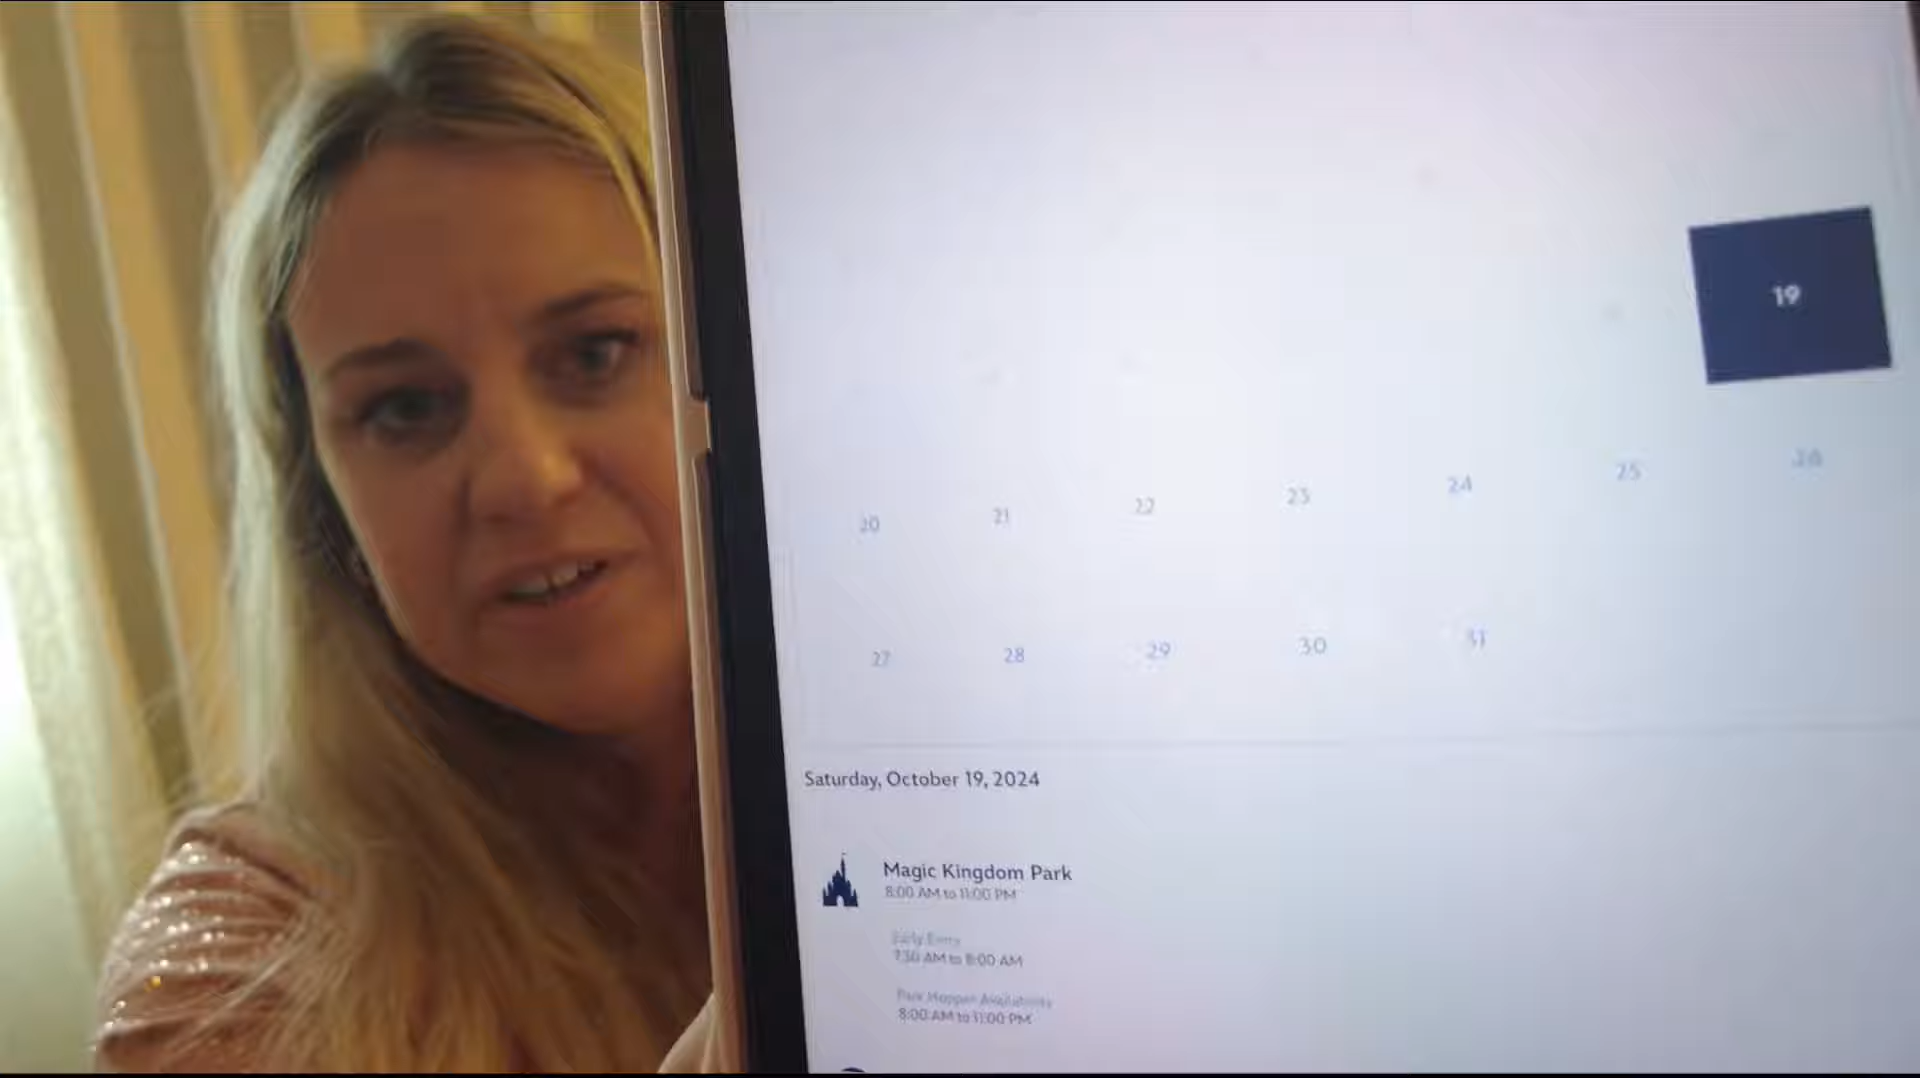 19
20 21 22 23 24 25 26
27 28 29 30 31
Saturday, October 19, 2024
Magic Kingdom Park
8:00 AM to 11:00 PM
Early Entry
7:30 AM to 8:00 AM
Park Hopper Availability
8:00 AM to 11:00 PM